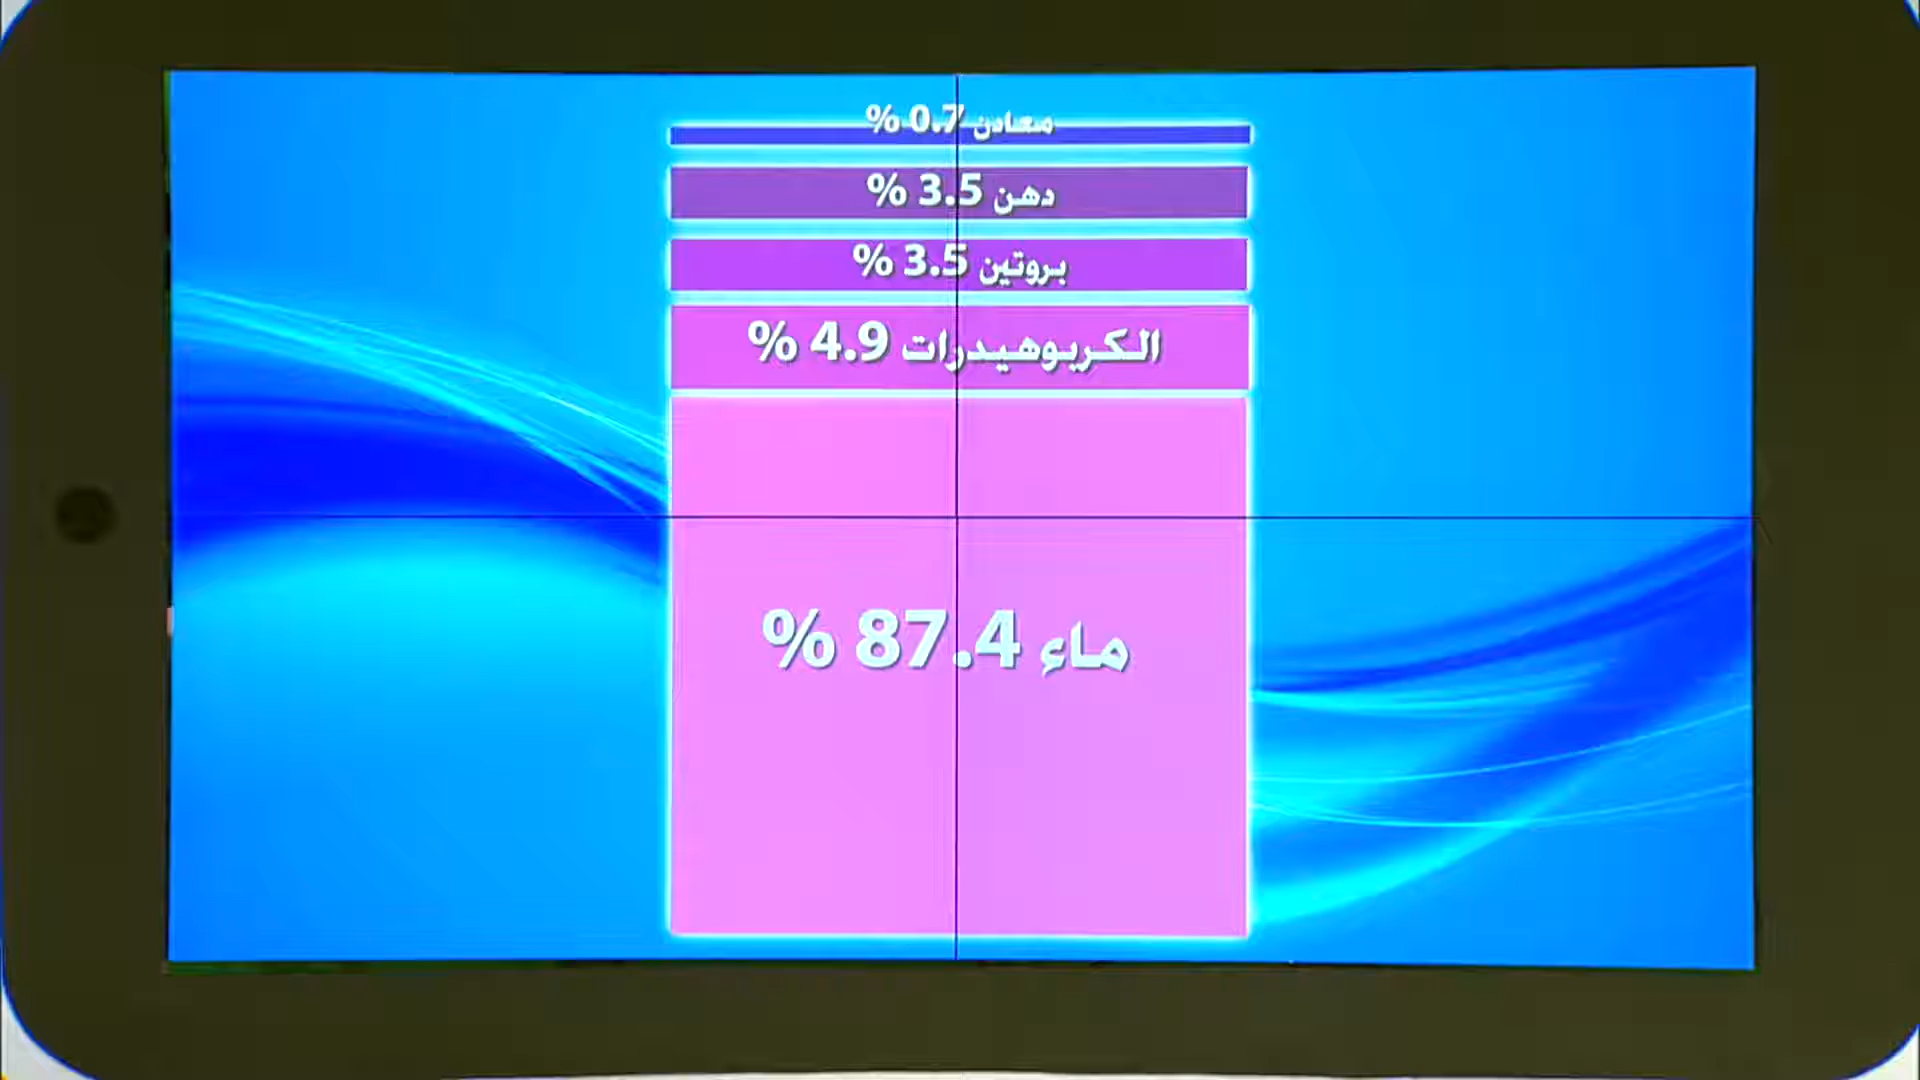 معادن 0.7 %
دهن 3.5 %
بروتين 3.5 %
الكربوهيدرات 4.9 %
ماء 87.4 %